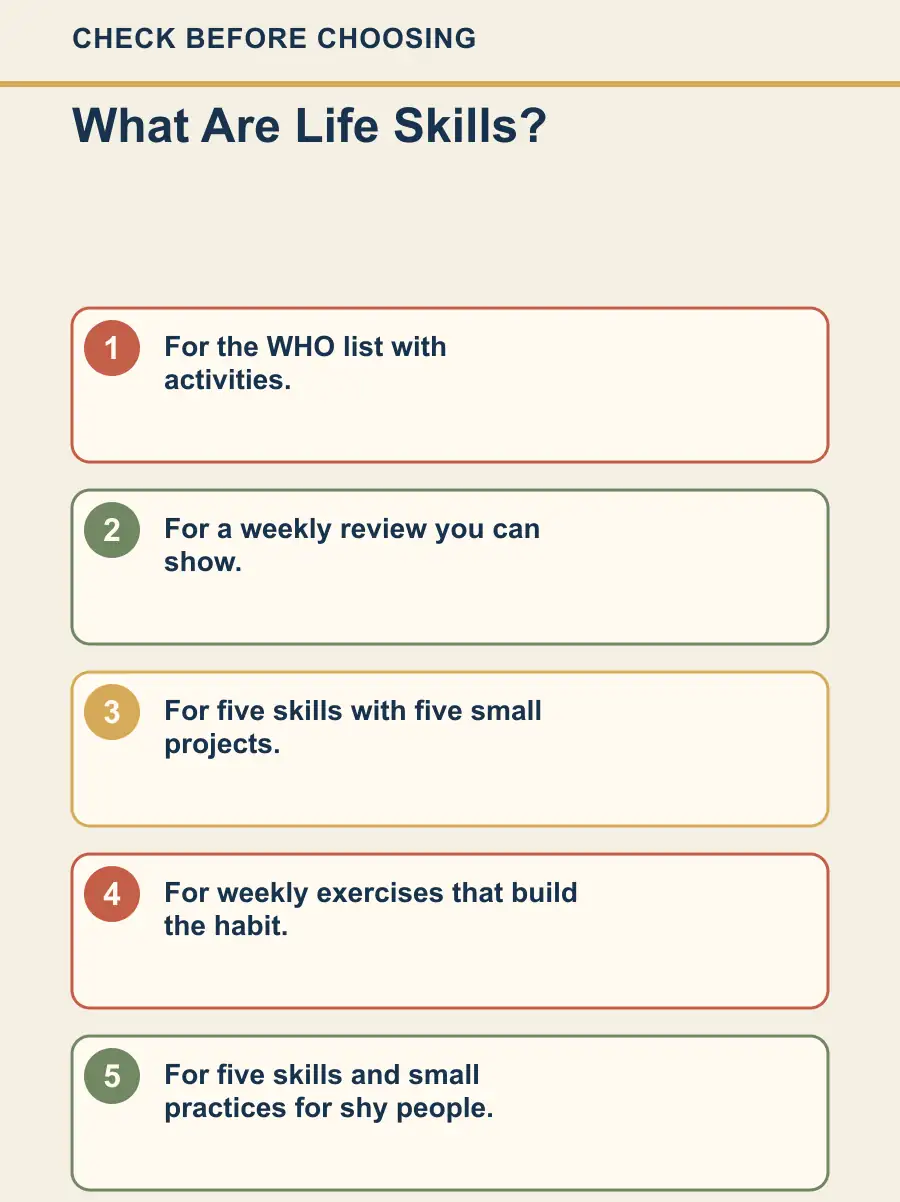 CHECK BEFORE CHOOSING
What Are Life Skills?
1
For the WHO list with
activities.
2
For a weekly review you can
show.
3
For five skills with five small
projects.
4
For weekly exercises that build
the habit.
5
For five skills and small
practices for shy people.